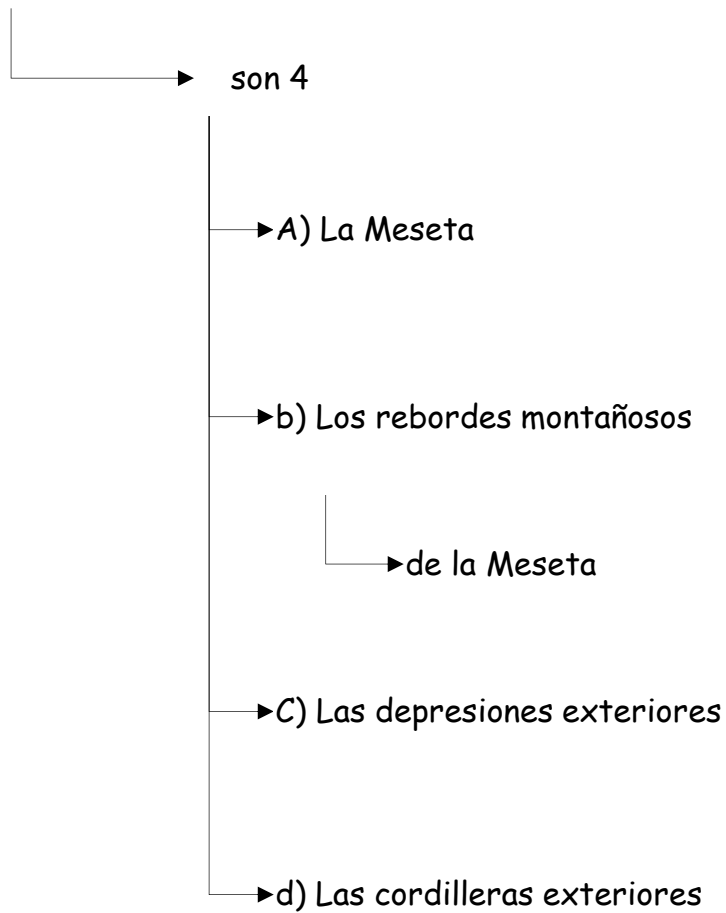 son 4
A) La Meseta
b) Los rebordes montañosos
de la Meseta
C) Las depresiones exteriores
d) Las cordilleras exteriores